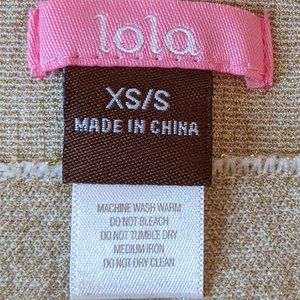 lola
XS/S
MADE IN CHINA
MACHINE WASH WARM
DO NOT BLEACH
DO NOT TUMBLE DRY
MEDIUM IRON
DO NOT DRY CLEAN